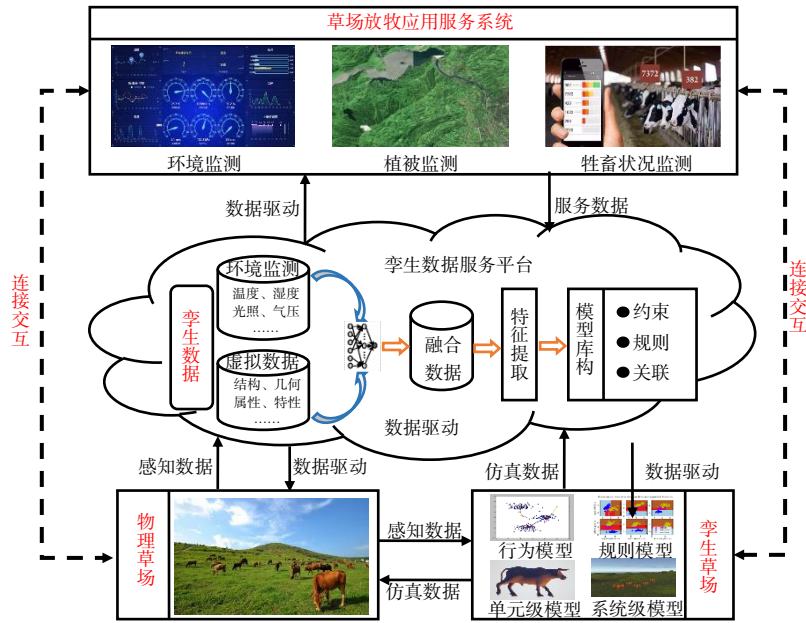 草场放牧应用服务系统
7372
382
环境监测
植被监测
牲畜状况监测
数据驱动
服务数据
连接交互
连接交互
孪生数据服务平台
孪生数据
环境监测
温度、湿度
光照、气压
……
虚拟数据
结构、几何
属性、特性
……
融合
数据
特征提取
模型库构
约束
规则
关联
数据驱动
感知数据
数据驱动
仿真数据
数据驱动
物理草场
感知数据
仿真数据
行为模型
规则模型
单元级模型
系统级模型
孪生草场